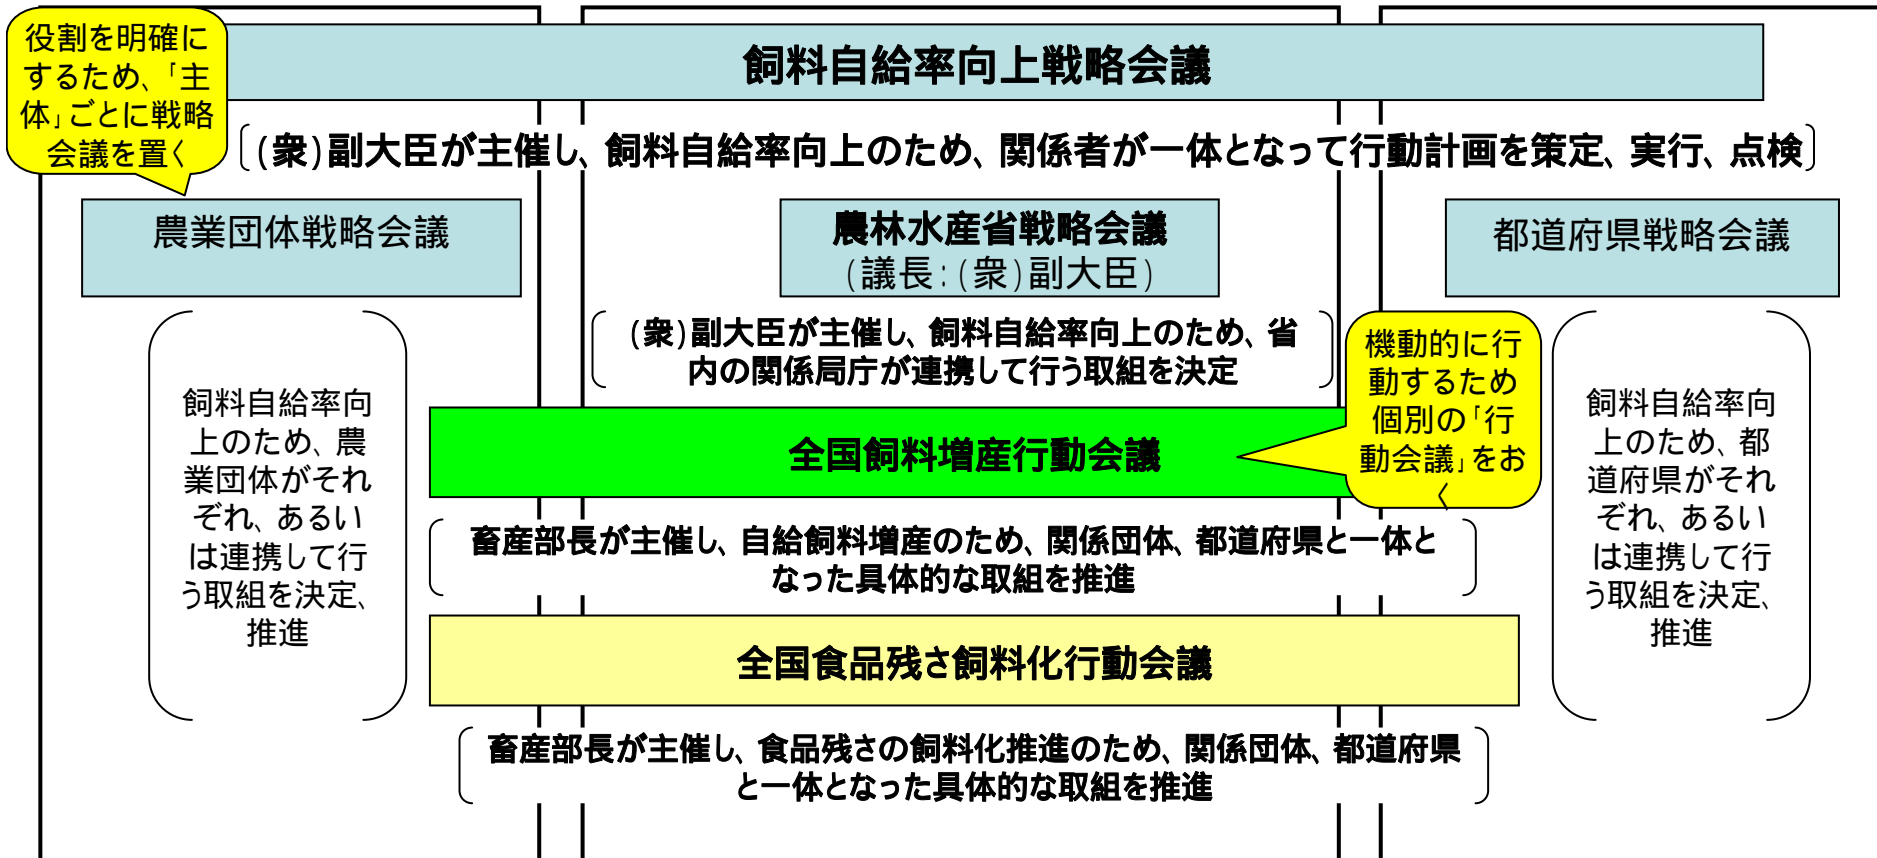 役割を明確に
するため、「主
体」ごとに戦略
会議を置く
飼料自給率向上戦略会議
(衆)副大臣が主催し、飼料自給率向上のため、関係者が一体となって行動計画を策定、実行、点検
農業団体戦略会議
農林水産省戦略会議
(議長:(衆)副大臣)
都道府県戦略会議
(衆)副大臣が主催し、飼料自給率向上のため、省
内の関係局庁が連携して行う取組を決定
機動的に行
動するため
個別の「行
動会議」をお
く
飼料自給率向
上のため、農
業団体がそれ
ぞれ、あるい
は連携して行
う取組を決定、
推進
飼料自給率向
上のため、都
道府県がそれ
ぞれ、あるい
は連携して行
う取組を決定、
推進
全国飼料増産行動会議
畜産部長が主催し、自給飼料増産のため、関係団体、都道府県と一体と
なった具体的な取組を推進
全国食品残さ飼料化行動会議
畜産部長が主催し、食品残さの飼料化推進のため、関係団体、都道府県
と一体となった具体的な取組を推進